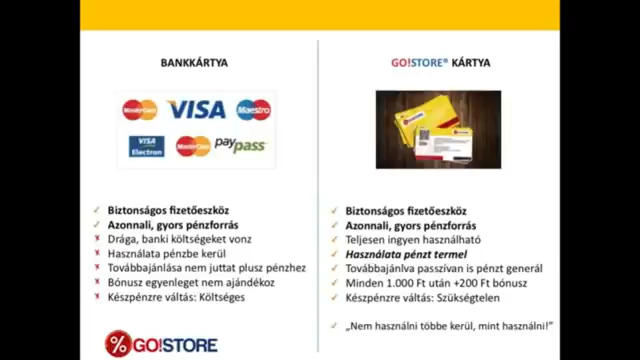 BANKKÁRTYA
MasterCard VISA Maestro
VISA Electron MasterCard paypass
Biztonságos fizetőeszköz
Azonnali, gyors pénzforrás
Drága, banki költségeket vonz
Használata pénzbe kerül
Továbbajánlása nem juttat plusz pénzhez
Bónusz egyenleget nem ajándékoz
Készpénzre váltás: Költséges
% GO!STORE
GO!STORE® KÁRTYA
Biztonságos fizetőeszköz
Azonnali, gyors pénzforrás
Teljesen ingyen használható
Használata pénzt termel
Továbbajánlva passzívan is pénzt generál
Minden 1.000 Ft után +200 Ft bónusz
Készpénzre váltás: Szükségtelen
„Nem használni többe kerül, mint használni!”